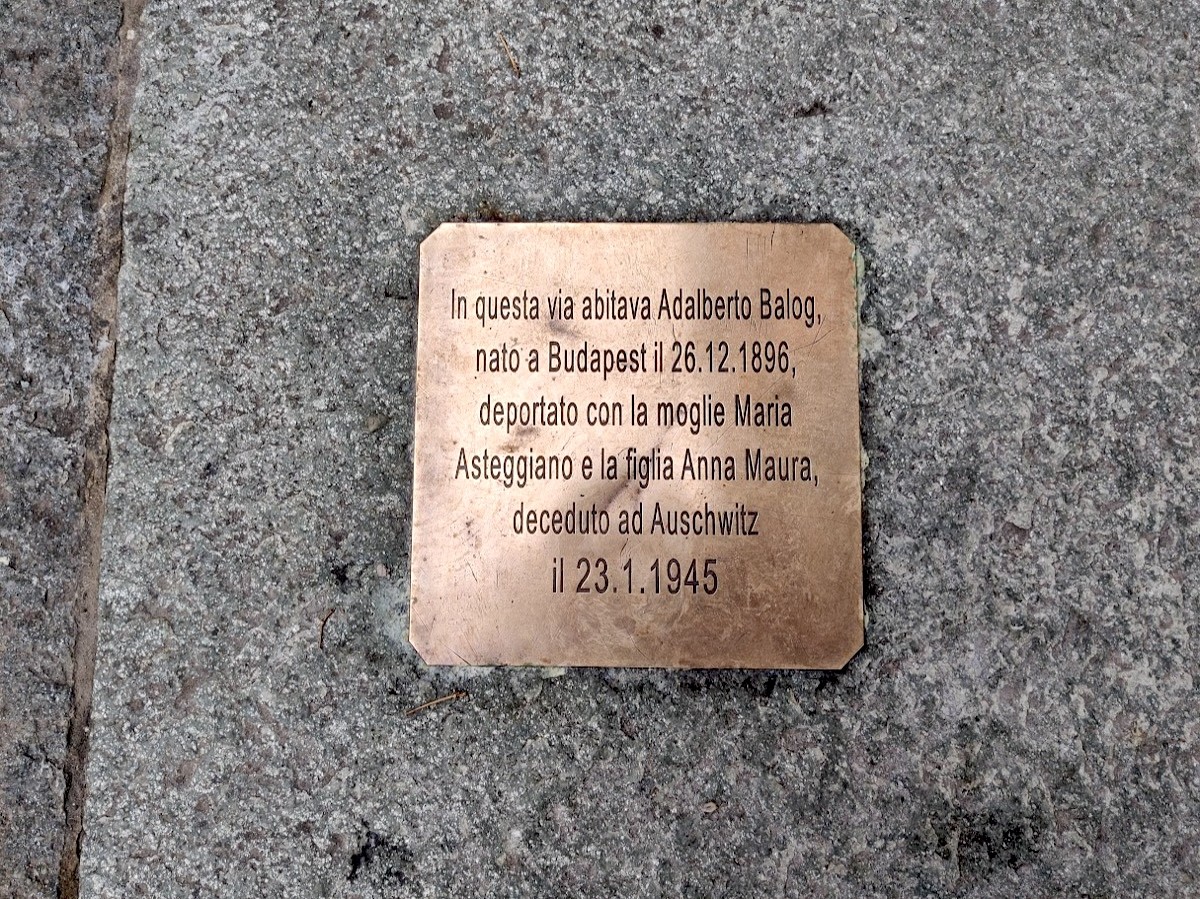 In questa via abitava Adalberto Balog,
nato a Budapest il 26.12.1896,
deportato con la moglie Maria
Asteggiano e la figlia Anna Maura,
deceduto ad Auschwitz
il 23.1.1945